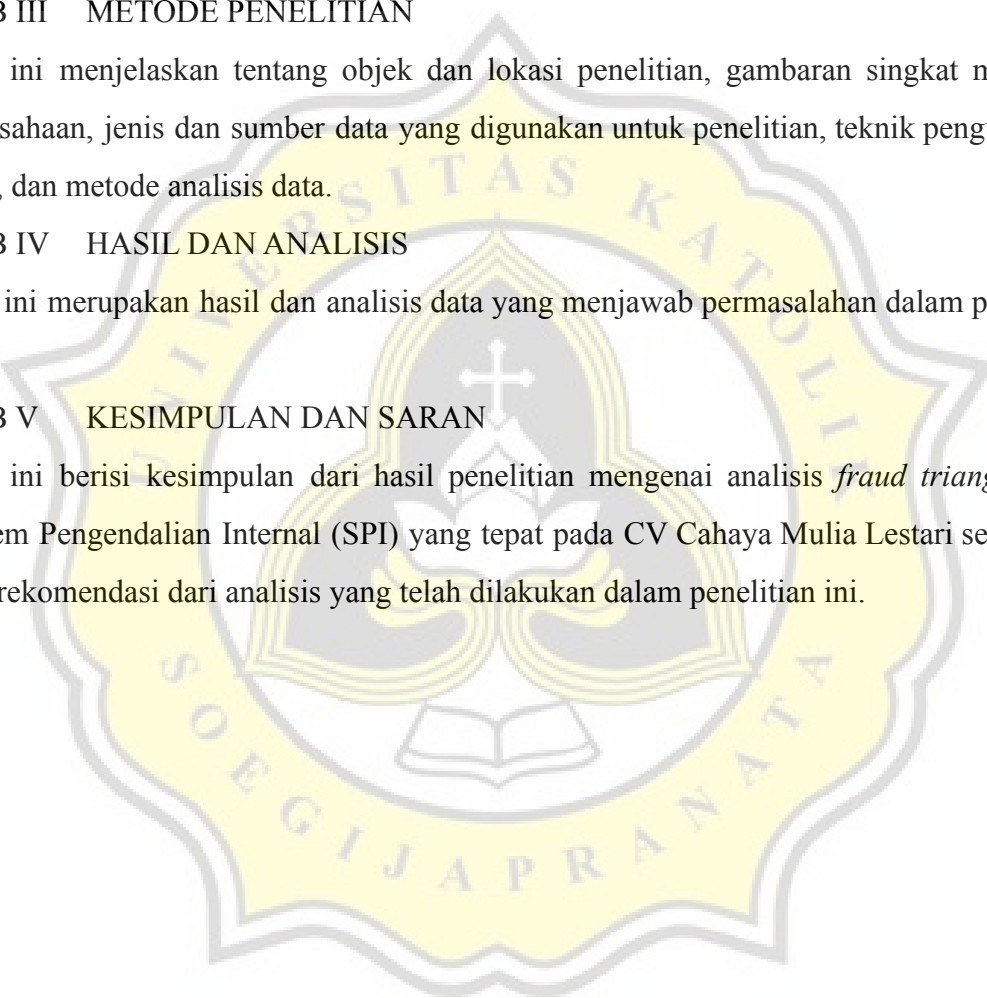 B III METODE PENELITIAN
ini menjelaskan tentang objek dan lokasi penelitian, gambaran singkat m
sahaan, jenis dan sumber data yang digunakan untuk penelitian, teknik peng
, dan metode analisis data.
B IV HASIL DAN ANALISIS
ini merupakan hasil dan analisis data yang menjawab permasalahan dalam p
B V KESIMPULAN DAN SARAN
ini berisi kesimpulan dari hasil penelitian mengenai analisis fraud triang
em Pengendalian Internal (SPI) yang tepat pada CV Cahaya Mulia Lestari se
rekomendasi dari analisis yang telah dilakukan dalam penelitian ini.
UNIVERSITAS KATOLIK
SOEGIJAPRANATA